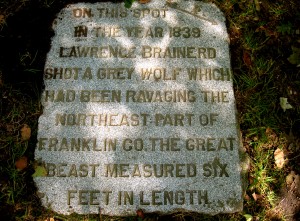 ON THIS SPOT
IN THE YEAR 1839
LAWRENCE BRAINERD
SHOT A GREY WOLF WHICH
HAD BEEN RAVAGING THE
NORTHEAST PART OF
FRANKLIN CO. THE GREAT
BEAST MEASURED SIX
FEET IN LENGTH